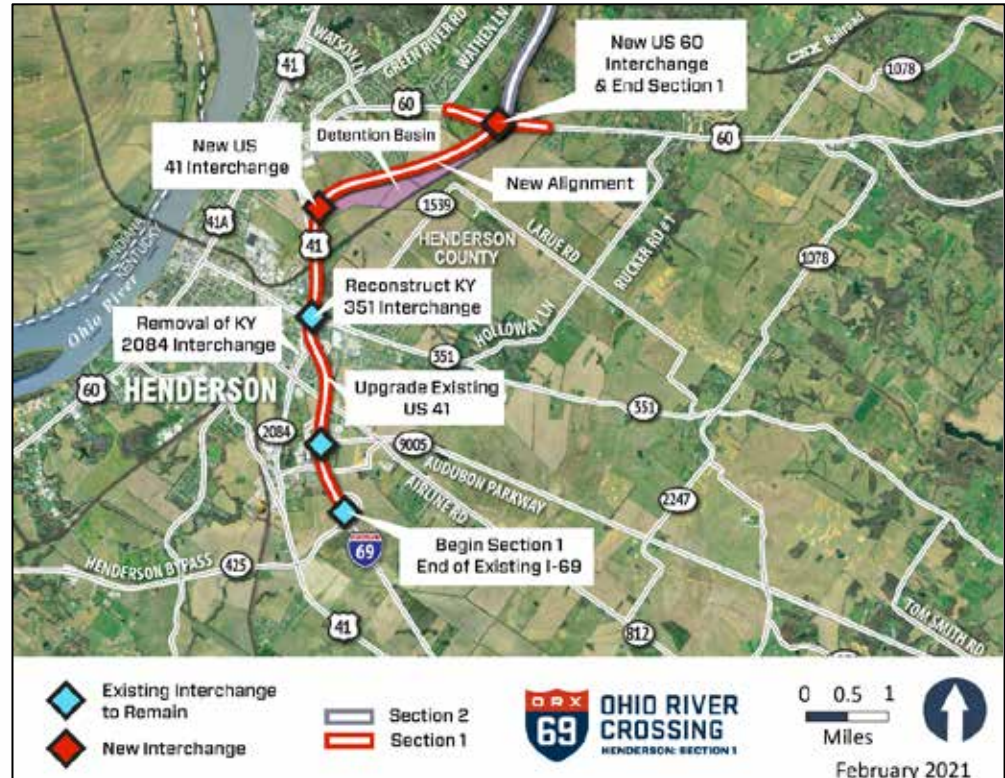 WATSON LN
GREEN RIVER RD
WATHEN LN
41
60
New US 60
Interchange
& End Section 1
CSX Railroad
1078
New US
41 Interchange
Detention Basin
60
New Alignment
41A
41
1539
HENDERSON
COUNTY
LARUE RD
RUCKER RD #1
1078
INDIANA
KENTUCKY
Ohio River
Reconstruct KY
351 Interchange
Removal of KY
2084 Interchange
HOLLOWAY LN
351
351
60
HENDERSON
Upgrade Existing
US 41
2084
9005
AUDUBON PARKWAY
AIRLINE RD
2247
Begin Section 1
End of Existing I-69
69
HENDERSON BYPASS
425
41
812
TOM SMITH RD
Existing Interchange
to Remain
New Interchange
Section 2
Section 1
ORX
69
OHIO RIVER
CROSSING
HENDERSON: SECTION 1
0 0.5 1
Miles
February 2021